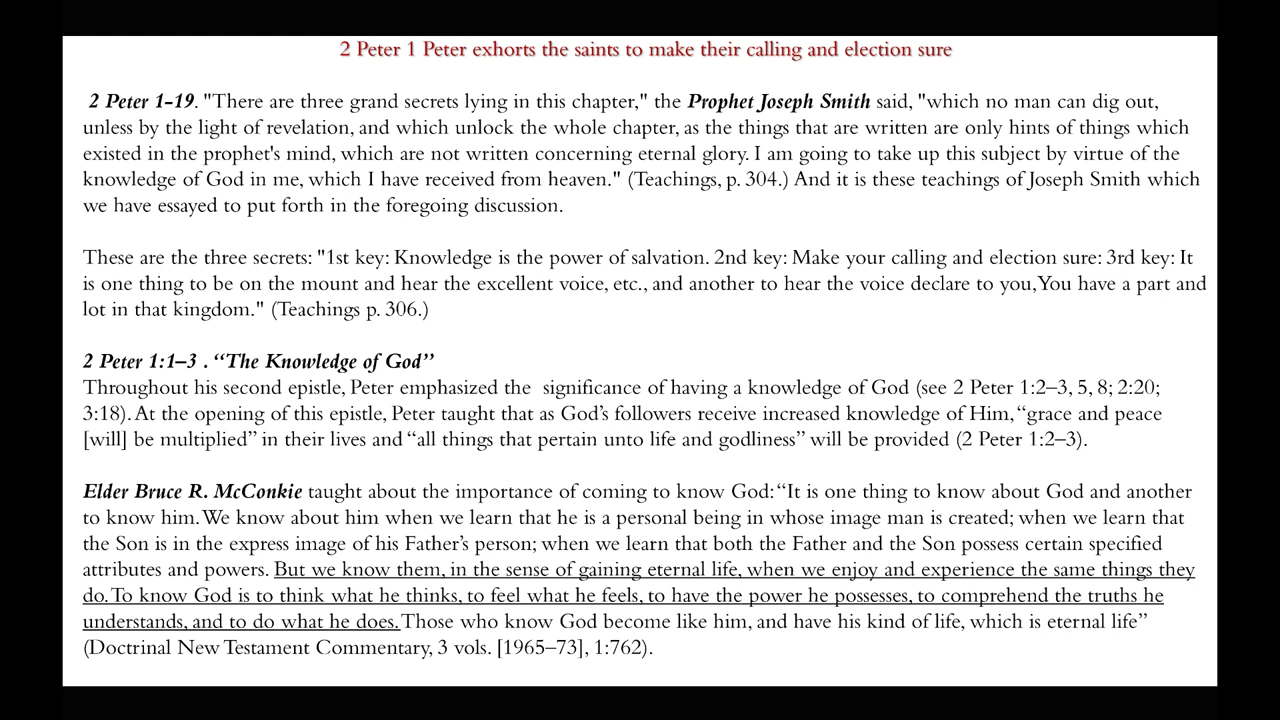 2 Peter 1 Peter exhorts the saints to make their calling and election sure
2 Peter 1-19. "There are three grand secrets lying in this chapter," the Prophet Joseph Smith said, "which no man can dig out,
unless by the light of revelation, and which unlock the whole chapter, as the things that are written are only hints of things which
existed in the prophet's mind, which are not written concerning eternal glory. I am going to take up this subject by virtue of the
knowledge of God in me, which I have received from heaven." (Teachings, p. 304.) And it is these teachings of Joseph Smith which
we have essayed to put forth in the foregoing discussion.
These are the three secrets: "1st key: Knowledge is the power of salvation. 2nd key: Make your calling and election sure: 3rd key: It
is one thing to be on the mount and hear the excellent voice, etc., and another to hear the voice declare to you,You have a part and
lot in that kingdom." (Teachings p. 306.)
2 Peter 1:1–3 . “The Knowledge of God”
Throughout his second epistle, Peter emphasized the significance of having a knowledge of God (see 2 Peter 1:2–3, 5, 8; 2:20;
3:18). At the opening of this epistle, Peter taught that as God’s followers receive increased knowledge of Him, “grace and peace
[will] be multiplied” in their lives and “all things that pertain unto life and godliness” will be provided (2 Peter 1:2–3).
Elder Bruce R. McConkie taught about the importance of coming to know God: “It is one thing to know about God and another
to know him. We know about him when we learn that he is a personal being in whose image man is created; when we learn that
the Son is in the express image of his Father’s person; when we learn that both the Father and the Son possess certain specified
attributes and powers. But we know them, in the sense of gaining eternal life, when we enjoy and experience the same things they
do. To know God is to think what he thinks, to feel what he feels, to have the power he possesses, to comprehend the truths he
understands, and to do what he does. Those who know God become like him, and have his kind of life, which is eternal life”
(Doctrinal New Testament Commentary, 3 vols. [1965–73], 1:762).